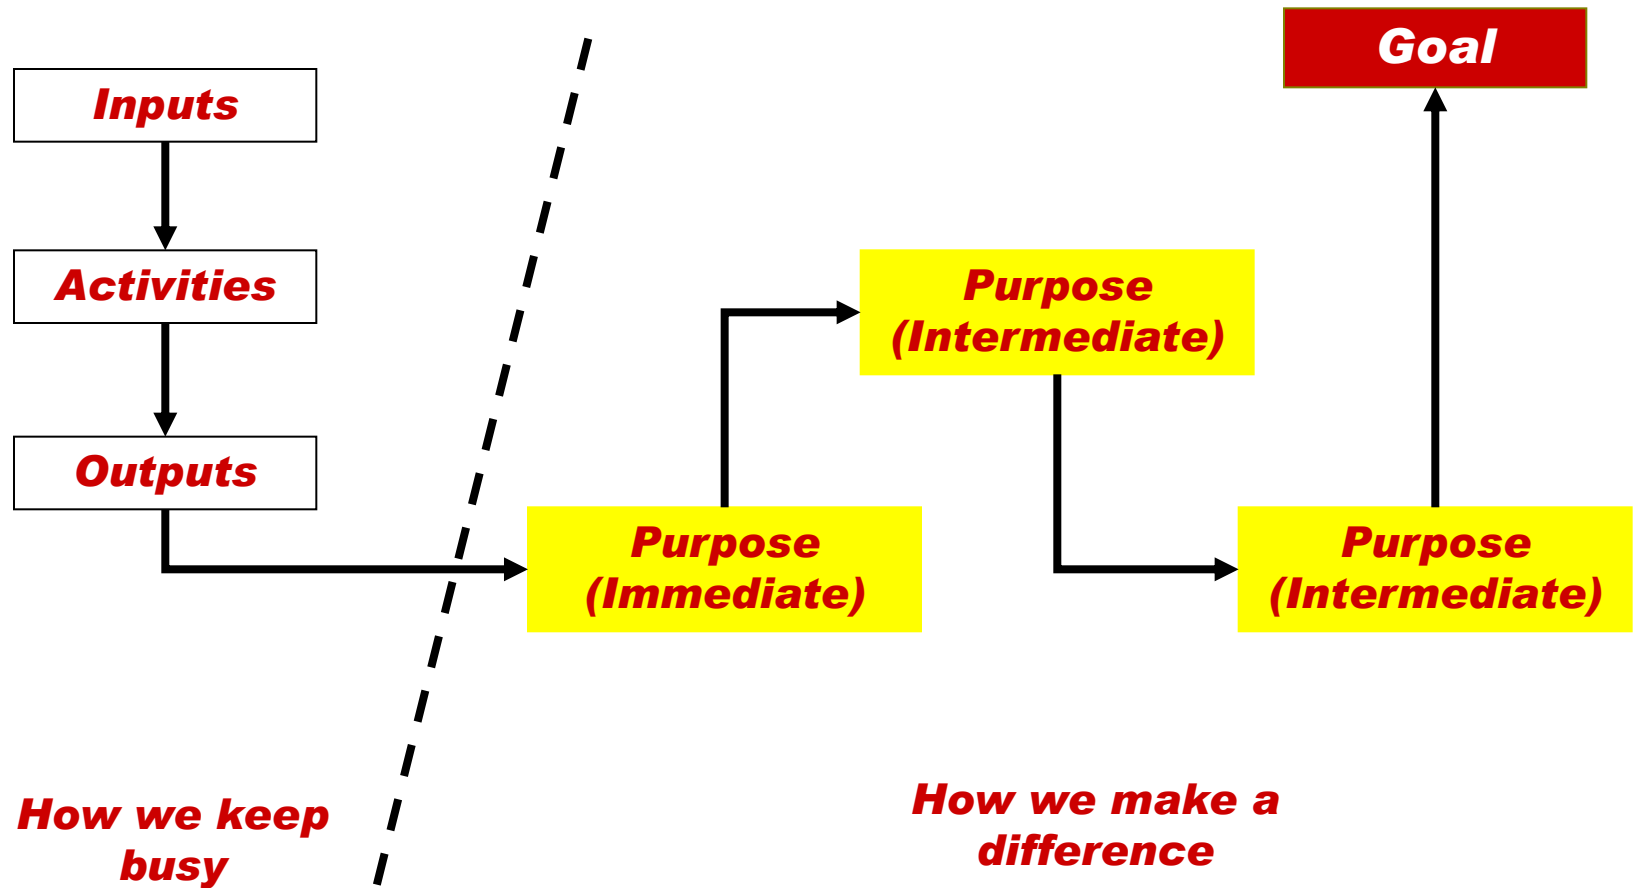 Goal
Inputs
Activities
Outputs
Purpose
(Immediate)
Purpose
(Intermediate)
Purpose
(Intermediate)
How we keep
busy
How we make a
difference